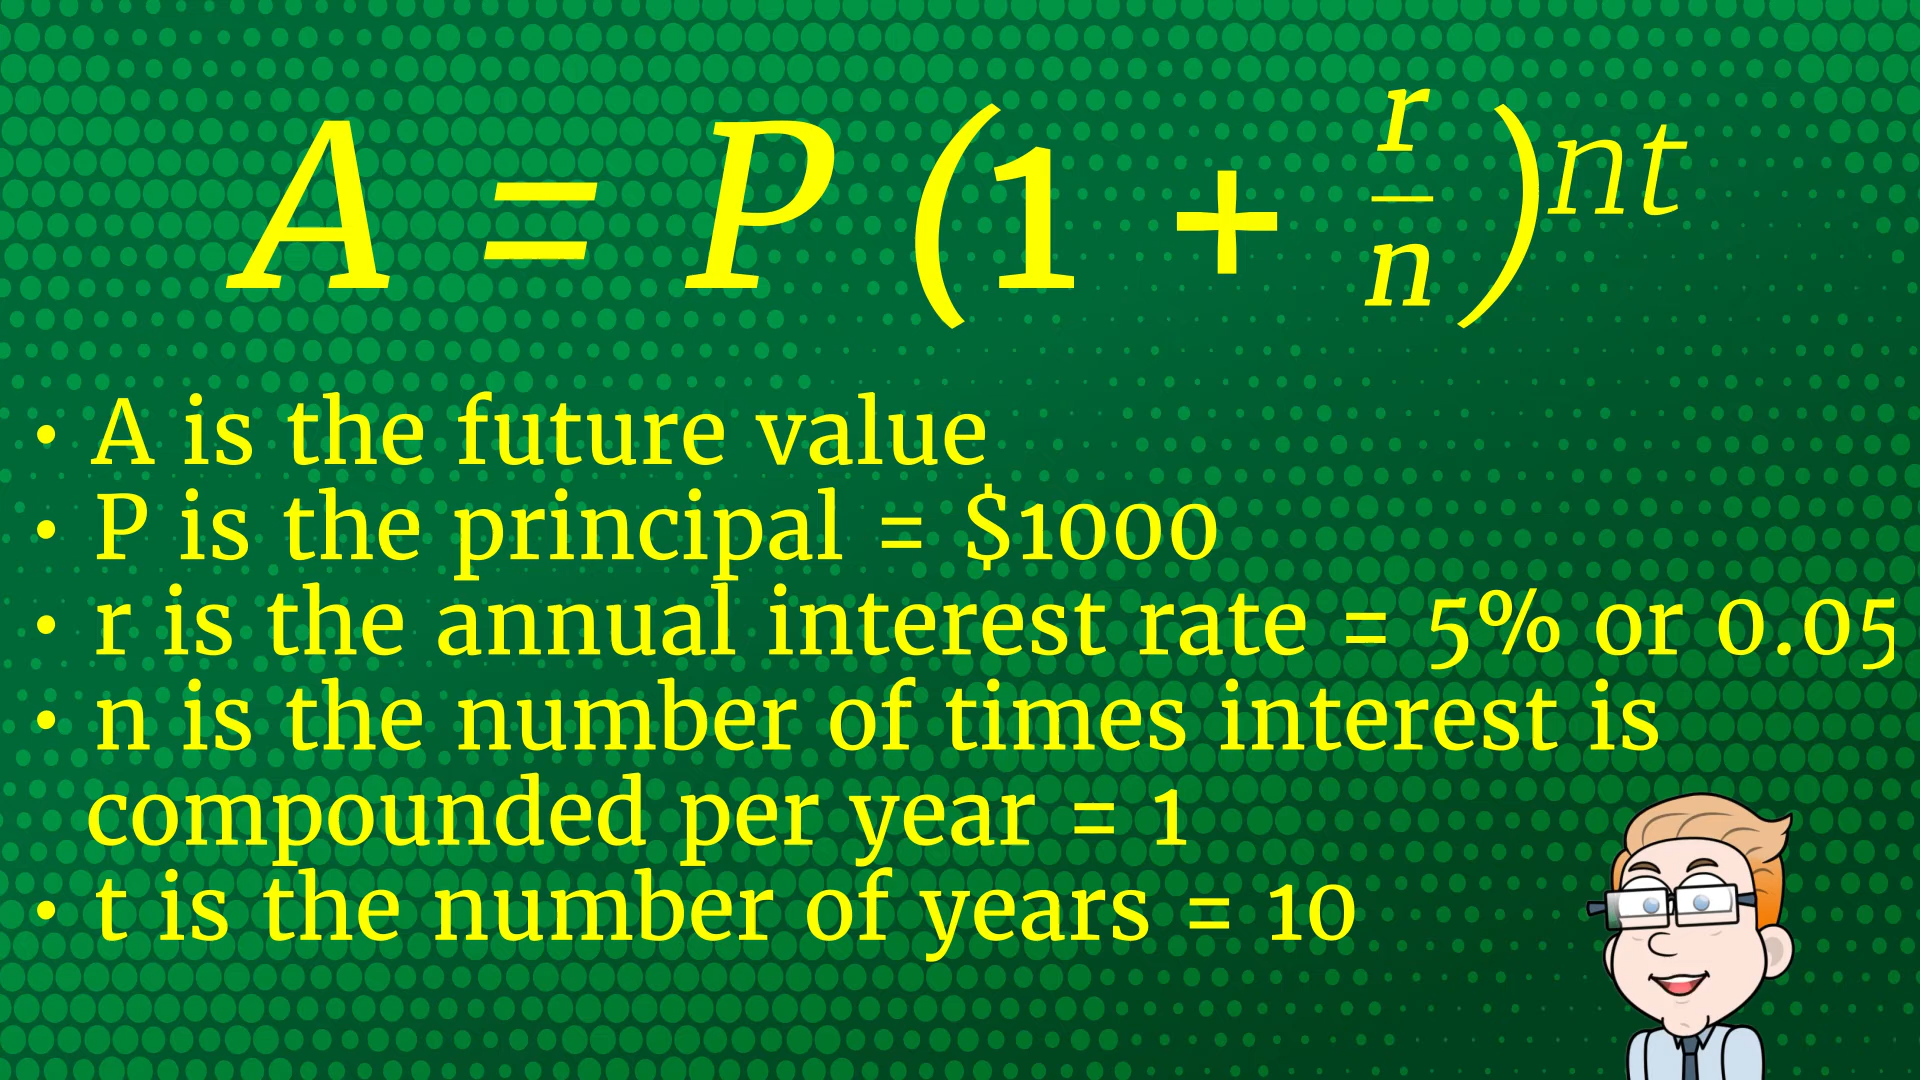 A = P (1 + r/n)^nt
• A is the future value
• P is the principal = $1000
• r is the annual interest rate = 5% or 0.05
• n is the number of times interest is
compounded per year = 1
• t is the number of years = 10